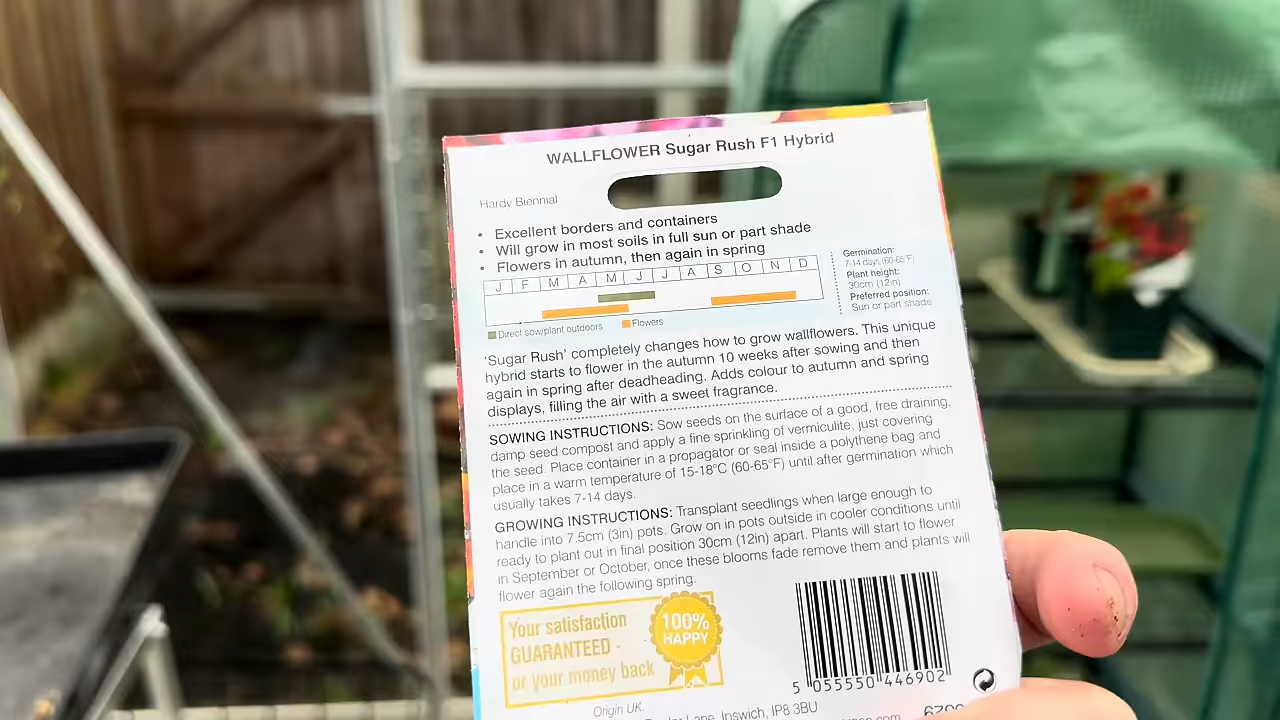 WALLFLOWER Sugar Rush F1 Hybrid
Hardy Biennial
• Excellent borders and containers
• Will grow in most soils in full sun or part shade
• Flowers in autumn, then again in spring
J F M A M J J A S O N D
Direct sow/plant outdoors Flowers
Germination:
7-14 days (60-65°F)
Plant height:
30cm (12in)
Preferred position:
Sun or part shade
'Sugar Rush' completely changes how to grow wallflowers. This unique
hybrid starts to flower in the autumn 10 weeks after sowing and then
again in spring after deadheading. Adds colour to autumn and spring
displays, filling the air with a sweet fragrance.
SOWING INSTRUCTIONS: Sow seeds on the surface of a good, free draining,
damp seed compost and apply a fine sprinkling of vermiculite, just covering
the seed. Place container in a propagator or seal inside a polythene bag and
place in a warm temperature of 15-18°C (60-65°F) until after germination which
usually takes 7-14 days.
GROWING INSTRUCTIONS: Transplant seedlings when large enough to
handle into 7.5cm (3in) pots. Grow on in pots outside in cooler conditions until
ready to plant out in final position 30cm (12in) apart. Plants will start to flower
in September or October, once these blooms fade remove them and plants will
flower again the following spring.
Your satisfaction
GUARANTEED -
or your money back
100%
HAPPY
5 055550 446902
Origin UK.
Lane, Ipswich, IP8 3BU